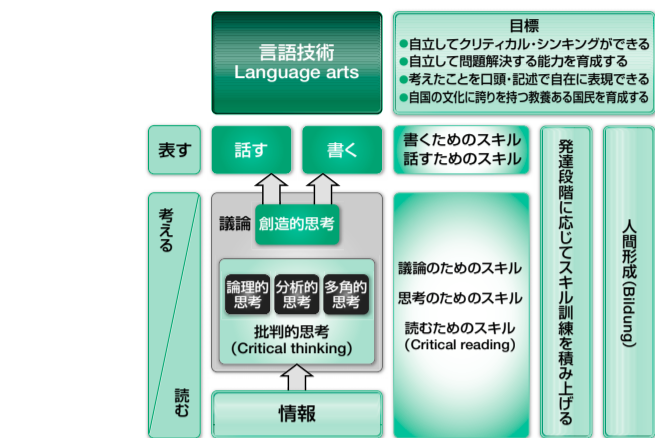 言語技術
Language arts
目標
●自立してクリティカル・シンキングができる
●自立して問題解決する能力を育成する
●考えたことを口頭・記述で自在に表現できる
●自国の文化に誇りを持つ教養ある国民を育成する
表す
話す
書く
書くためのスキル
話すためのスキル
考える
読む
議論
創造的思考
論理的
思考
分析的
思考
多角的
思考
批判的思考
(Critical thinking)
情報
議論のためのスキル
思考のためのスキル
読むためのスキル
(Critical reading)
発達段階に応じてスキル訓練を積み上げる
人間形成(Bildung)